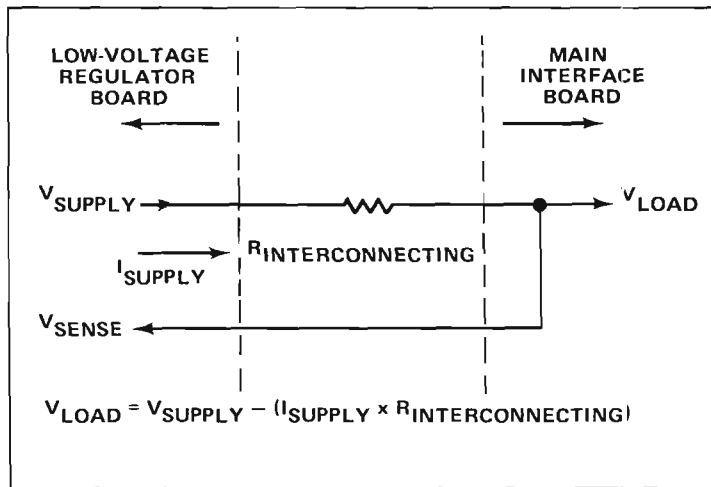 LOW-VOLTAGE
REGULATOR
BOARD
MAIN
INTERFACE
BOARD
VSUPPLY
VLOAD
ISUPPLY
RINTERCONNECTING
VSENSE
VLOAD = VSUPPLY – (ISUPPLY x RINTERCONNECTING)